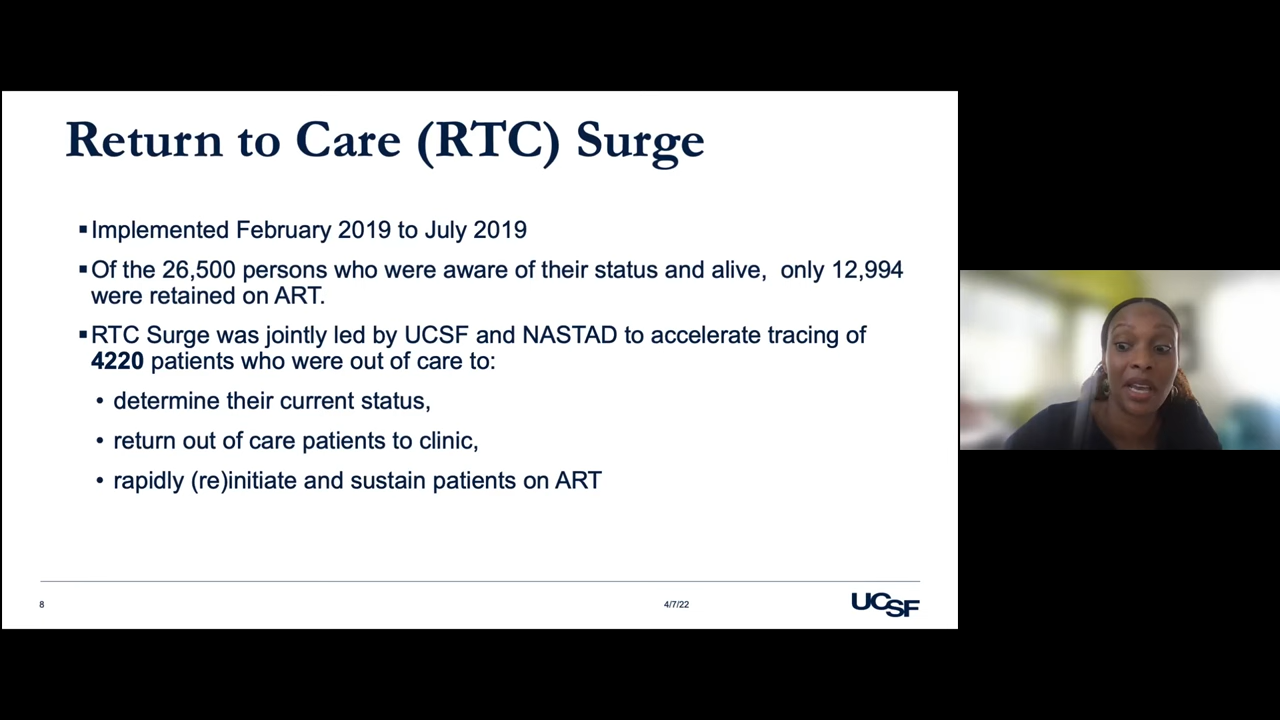 Return to Care (RTC) Surge
▪Implemented February 2019 to July 2019
▪Of the 26,500 persons who were aware of their status and alive, only 12,994
were retained on ART.
▪RTC Surge was jointly led by UCSF and NASTAD to accelerate tracing of
4220 patients who were out of care to:
• determine their current status,
• return out of care patients to clinic,
• rapidly (re)initiate and sustain patients on ART
8
4/7/22
UCSF